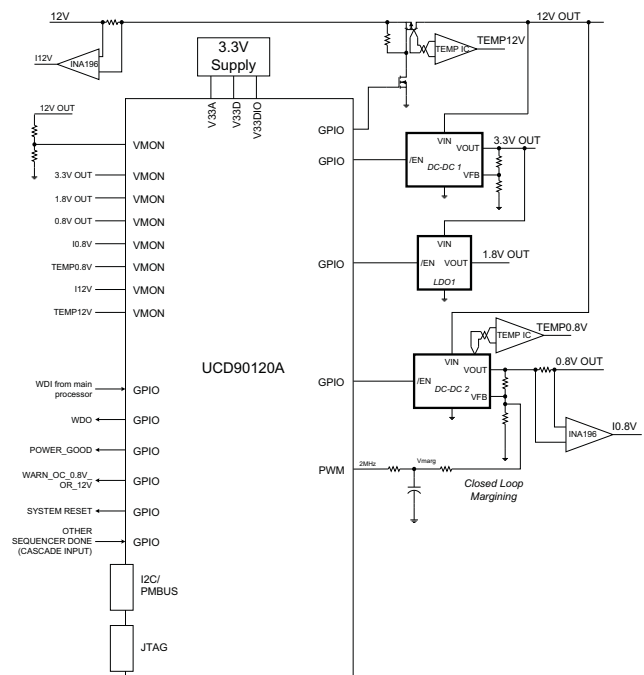 12V
12V OUT
I12V
INA196
TEMP IC
TEMP12V
3.3V
Supply
V33A
V33D
V33DIO
12V OUT
VMON
3.3V OUT
VMON
1.8V OUT
VMON
0.8V OUT
VMON
I0.8V
VMON
TEMP0.8V
VMON
I12V
VMON
TEMP12V
VMON
GPIO
GPIO
VIN
/EN
VOUT
DC-DC 1
VFB
3.3V OUT
GPIO
VIN
/EN
VOUT
LDO1
1.8V OUT
UCD90120A
TEMP IC
TEMP0.8V
GPIO
VIN
/EN
VOUT
DC-DC 2
VFB
0.8V OUT
INA196
I0.8V
WDI from main
processor
GPIO
WDO
GPIO
POWER_GOOD
GPIO
WARN_OC_0.8V_
OR_12V
GPIO
SYSTEM RESET
GPIO
OTHER
SEQUENCER DONE
(CASCADE INPUT)
GPIO
PWM
2MHz
Vmarg
Closed Loop
Margining
I2C/
PMBUS
JTAG